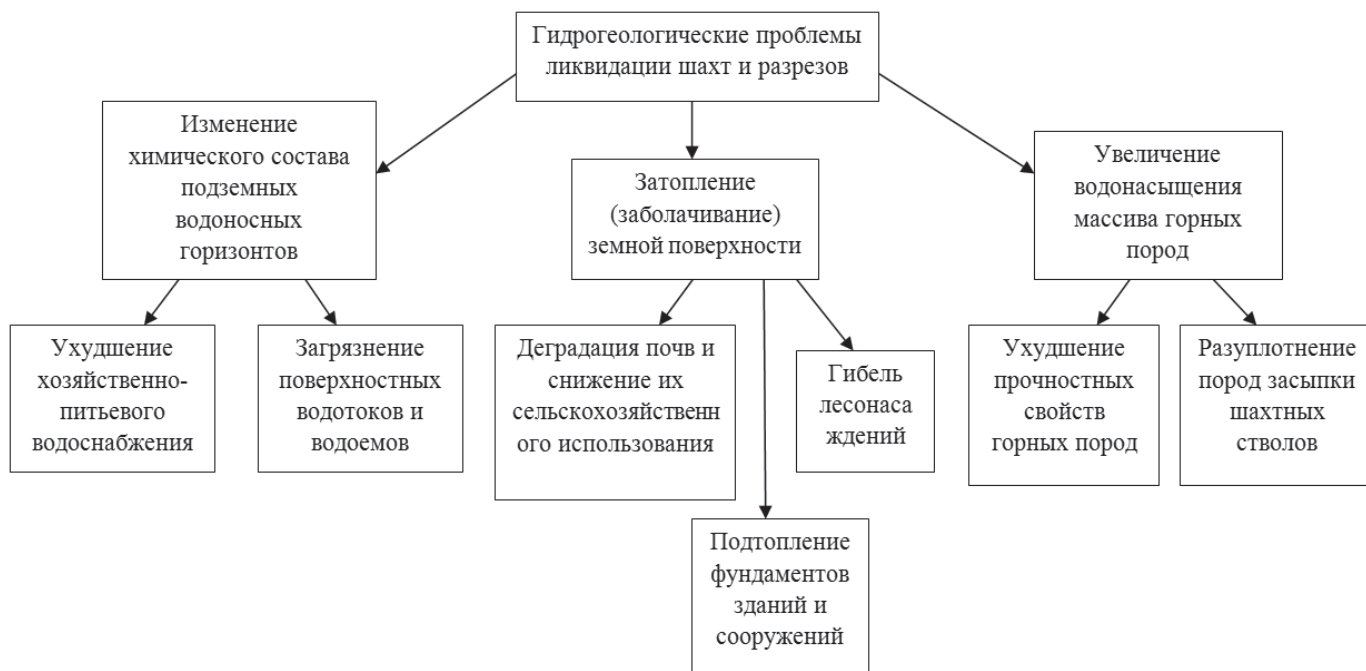 Гидрогеологические проблемы
ликвидации шахт и разрезов
Изменение
химического состава
подземных
водоносных
горизонтов
Затопление
(заболачивание)
земной поверхности
Увеличение
водонасыщения
массива горных
пород
Ухудшение
хозяйственно-
питьевого
водоснабжения
Загрязнение
поверхностных
водотоков и
водоемов
Деградация почв и
снижение их
сельскохозяйственн
ого использования
Гибель
лесонаса
ждений
Ухудшение
прочностных
свойств
горных пород
Разуплотнение
пород засыпки
шахтных
стволов
Подтопление
фундаментов
зданий и
сооружений